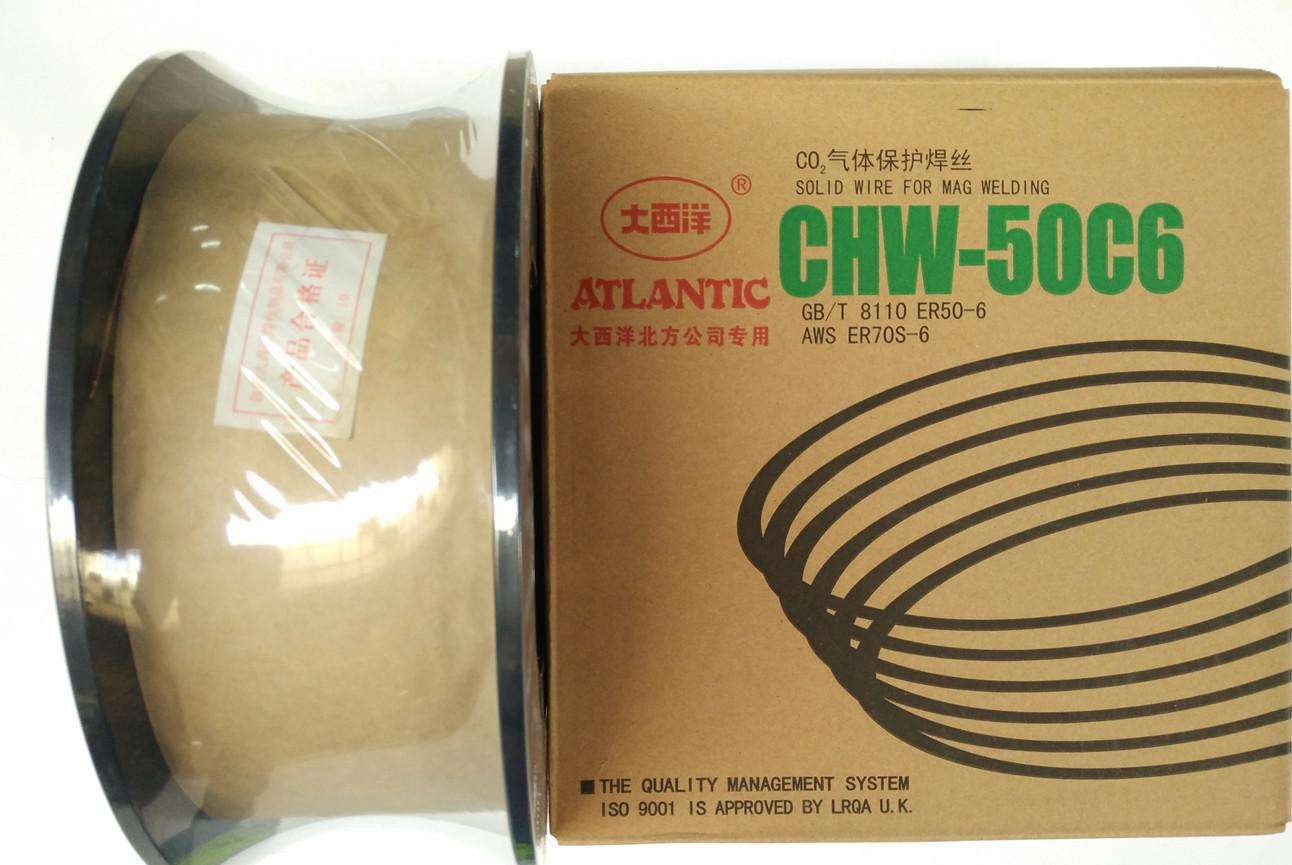 CO₂气体保护焊丝
SOLID WIRE FOR MAG WELDING
大西洋®
CHW-50C6
ATLANTIC
GB/T 8110 ER50-6
大西洋北方公司专用
AWS ER70S-6
产品合格证
■THE QUALITY MANAGEMENT SYSTEM
ISO 9001 IS APPROVED BY LRQA U.K.